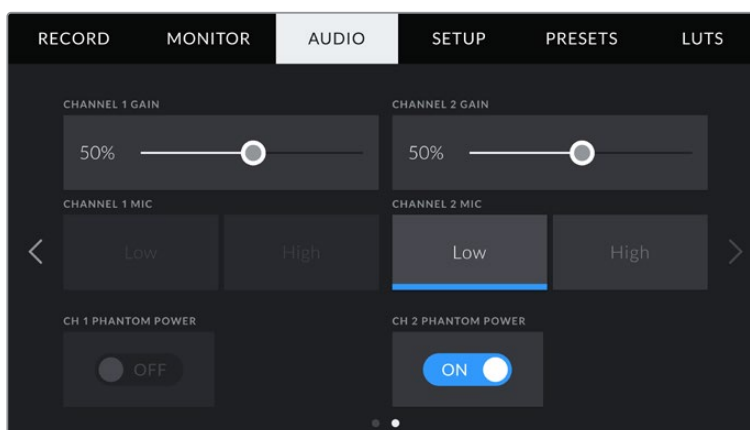 RECORD MONITOR AUDIO SETUP PRESETS LUTS
CHANNEL 1 GAIN CHANNEL 2 GAIN
50% 50%
CHANNEL 1 MIC CHANNEL 2 MIC
Low High Low High
CH 1 PHANTOM POWER CH 2 PHANTOM POWER
OFF ON